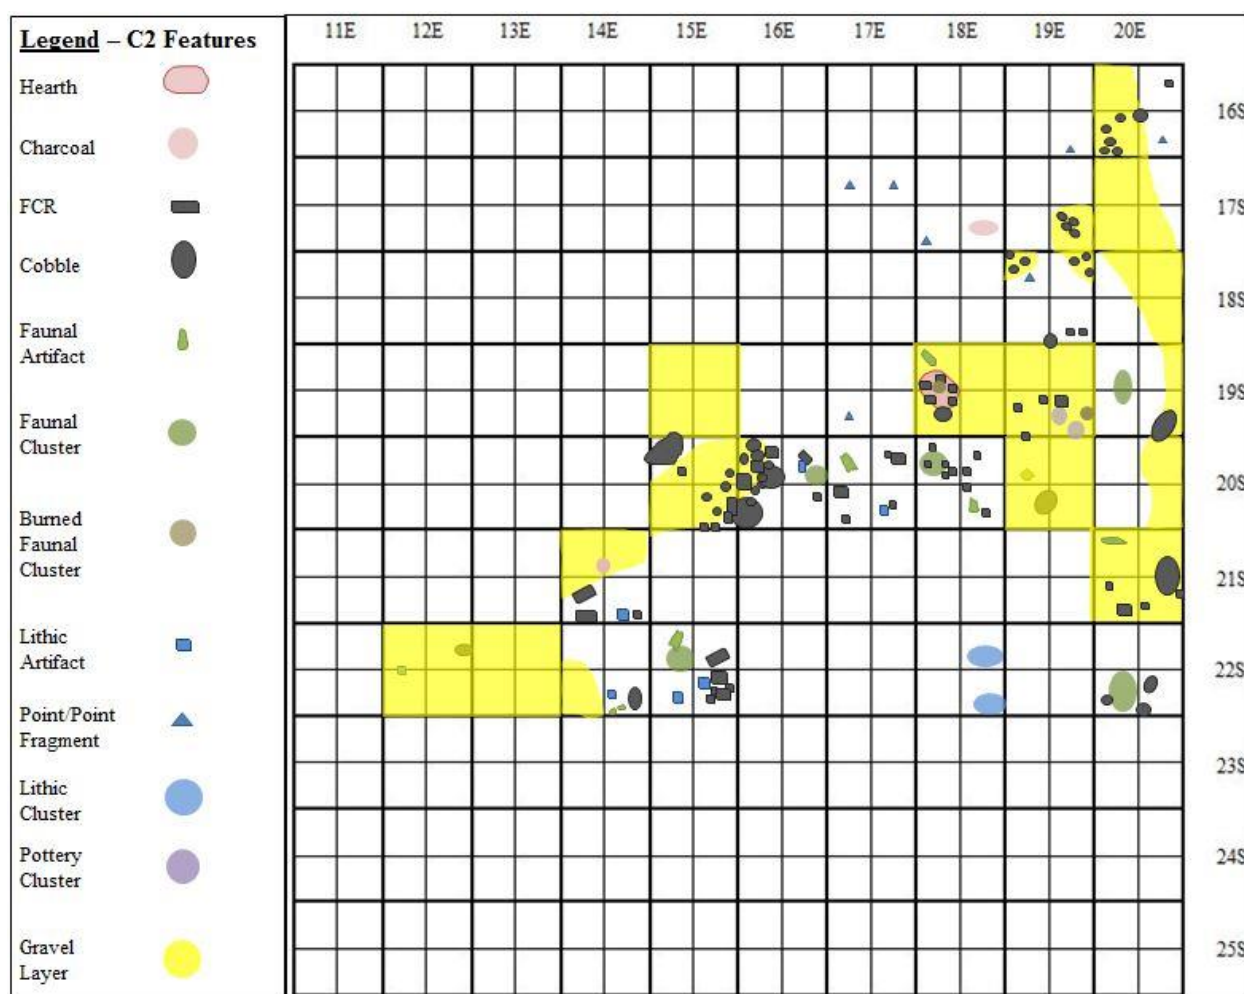 Legend – C2 Features
Hearth
Charcoal
FCR
Cobble
Faunal
Artifact
Faunal
Cluster
Burned
Faunal
Cluster
Lithic
Artifact
Point/Point
Fragment
Lithic
Cluster
Pottery
Cluster
Gravel
Layer
11E 12E 13E 14E 15E 16E 17E 18E 19E 20E
16S
17S
18S
19S
20S
21S
22S
23S
24S
25S